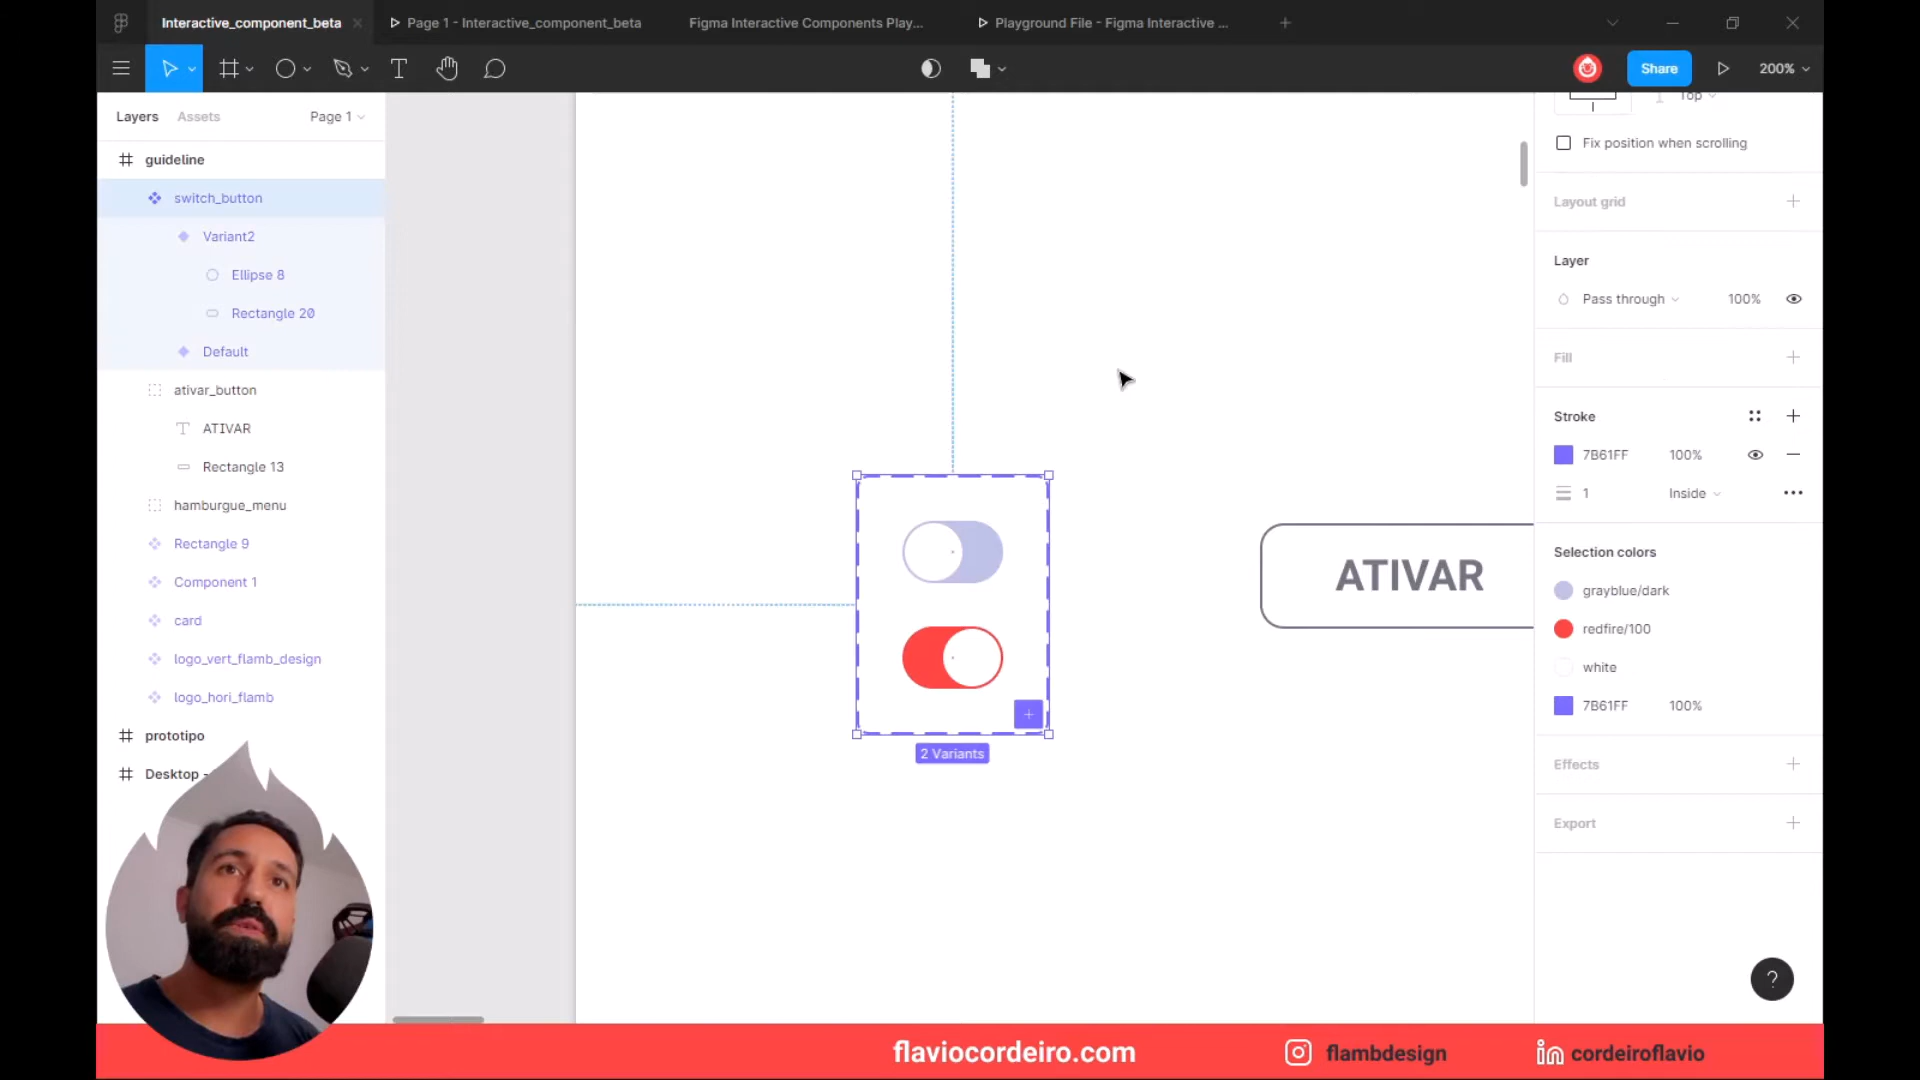 Interactive_component_beta
Page 1 - Interactive_component_beta
Figma Interactive Components Play...
Playground File - Figma Interactive ...
Share
200%
Layers
Assets
Page 1
guideline
switch_button
Variant2
Ellipse 8
Rectangle 20
Default
ativar_button
ATIVAR
Rectangle 13
hamburgue_menu
Rectangle 9
Component 1
card
logo_vert_flamb_design
logo_hori_flamb
prototipo
Desktop -
2 Variants
ATIVAR
Top
Fix position when scrolling
Layout grid
Layer
Pass through
100%
Fill
Stroke
7B61FF
100%
1
Inside
Selection colors
grayblue/dark
redfire/100
white
7B61FF
100%
Effects
Export
?
flaviocordeiro.com
flambdesign
in cordeiroflavio